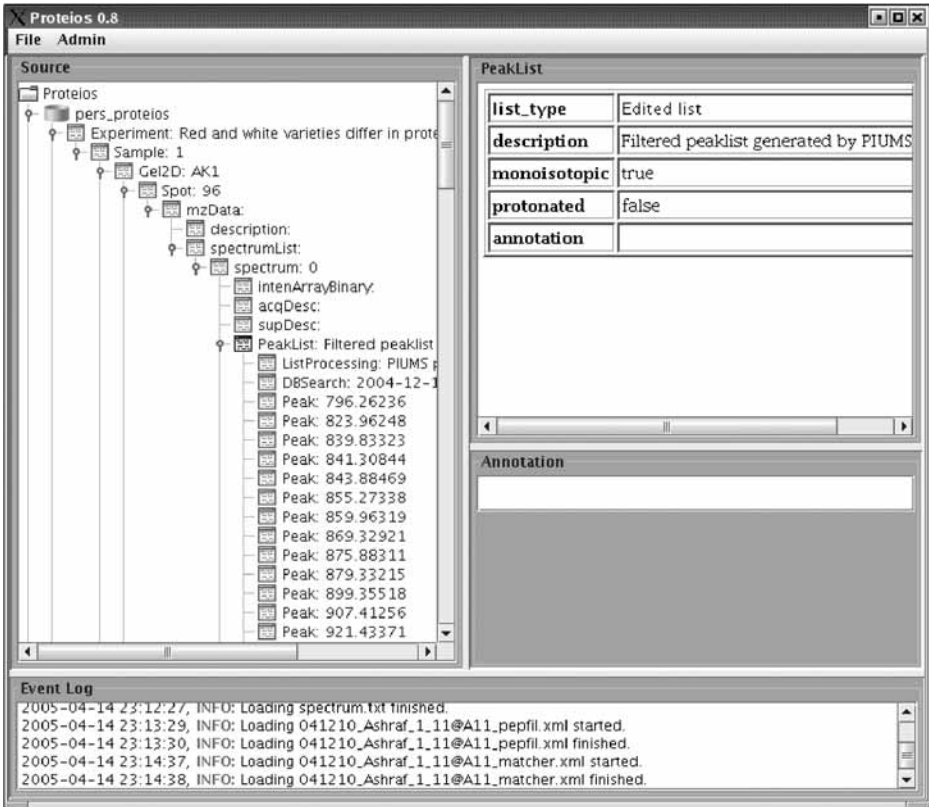 Proteios 0.8
File Admin
Source
Proteios
pers_proteios
Experiment: Red and white varieties differ in prote
Sample: 1
Gel2D: AK1
Spot: 96
mzData:
description:
spectrumList:
spectrum: 0
intenArrayBinary:
acqDesc:
supDesc:
PeakList: Filtered peaklist
ListProcessing: PIUMS p
DBSearch: 2004-12-1
Peak: 796.26236
Peak: 823.96248
Peak: 839.83323
Peak: 841.30844
Peak: 843.88469
Peak: 855.27338
Peak: 859.96319
Peak: 869.32921
Peak: 875.88311
Peak: 879.33215
Peak: 899.35518
Peak: 907.41256
Peak: 921.43371
PeakList
list_type Edited list
description Filtered peaklist generated by PIUMS
monoisotopic true
protonated false
annotation
Annotation
Event Log
2005-04-14 23:12:27, INFO: Loading spectrum.txt finished.
2005-04-14 23:13:29, INFO: Loading 041210_Ashraf_1_11@A11_pepfil.xml started.
2005-04-14 23:13:30, INFO: Loading 041210_Ashraf_1_11@A11_pepfil.xml finished.
2005-04-14 23:14:37, INFO: Loading 041210_Ashraf_1_11@A11_matcher.xml started.
2005-04-14 23:14:38, INFO: Loading 041210_Ashraf_1_11@A11_matcher.xml finished.